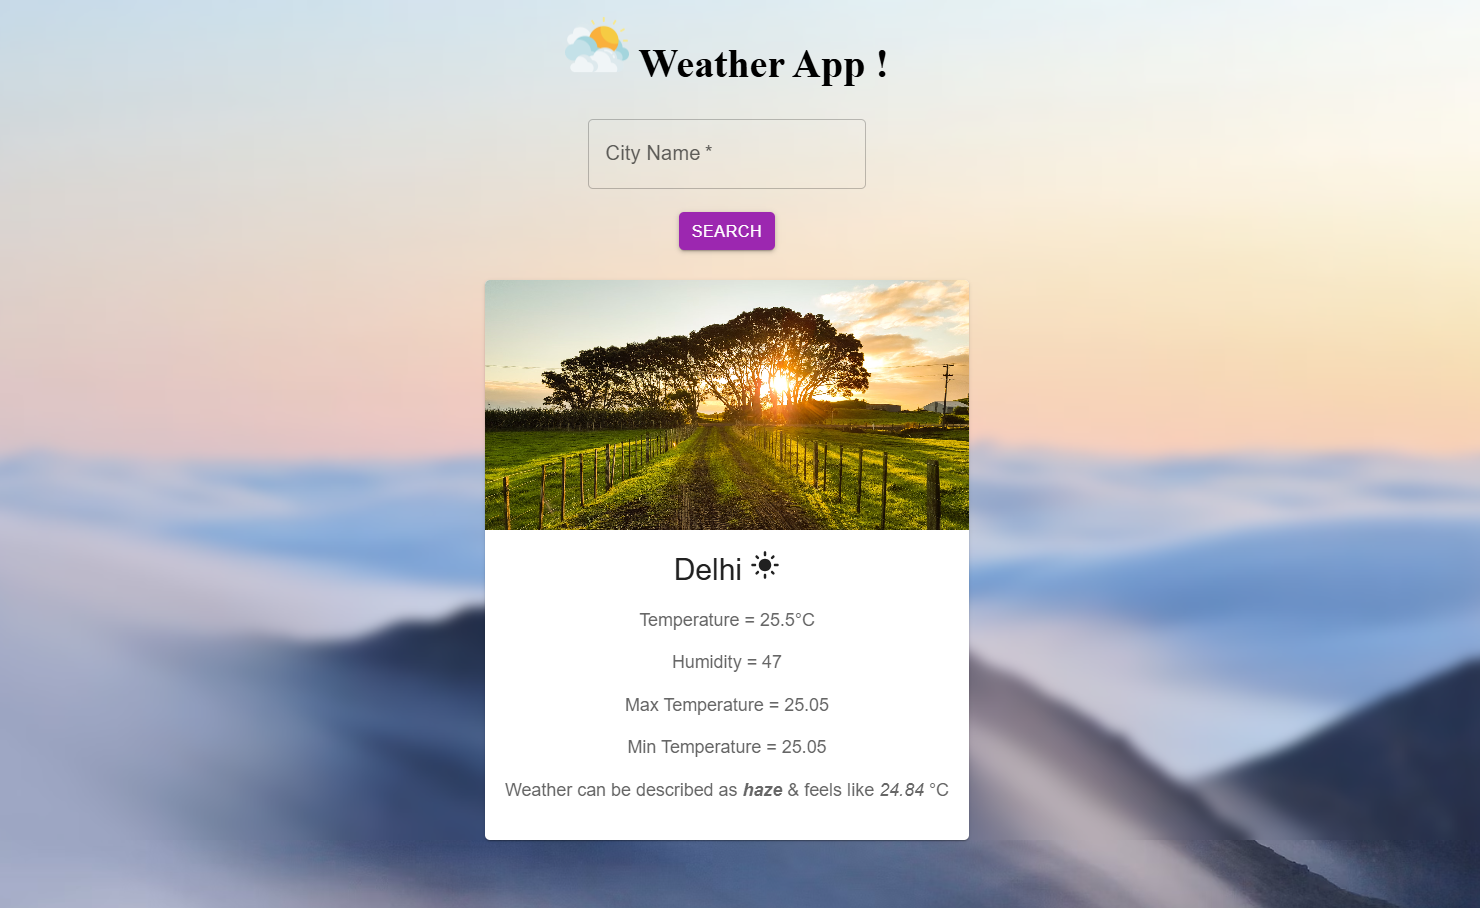 Weather App !
City Name *
SEARCH
Delhi
Temperature = 25.5°C
Humidity = 47
Max Temperature = 25.05
Min Temperature = 25.05
Weather can be described as haze & feels like 24.84 °C